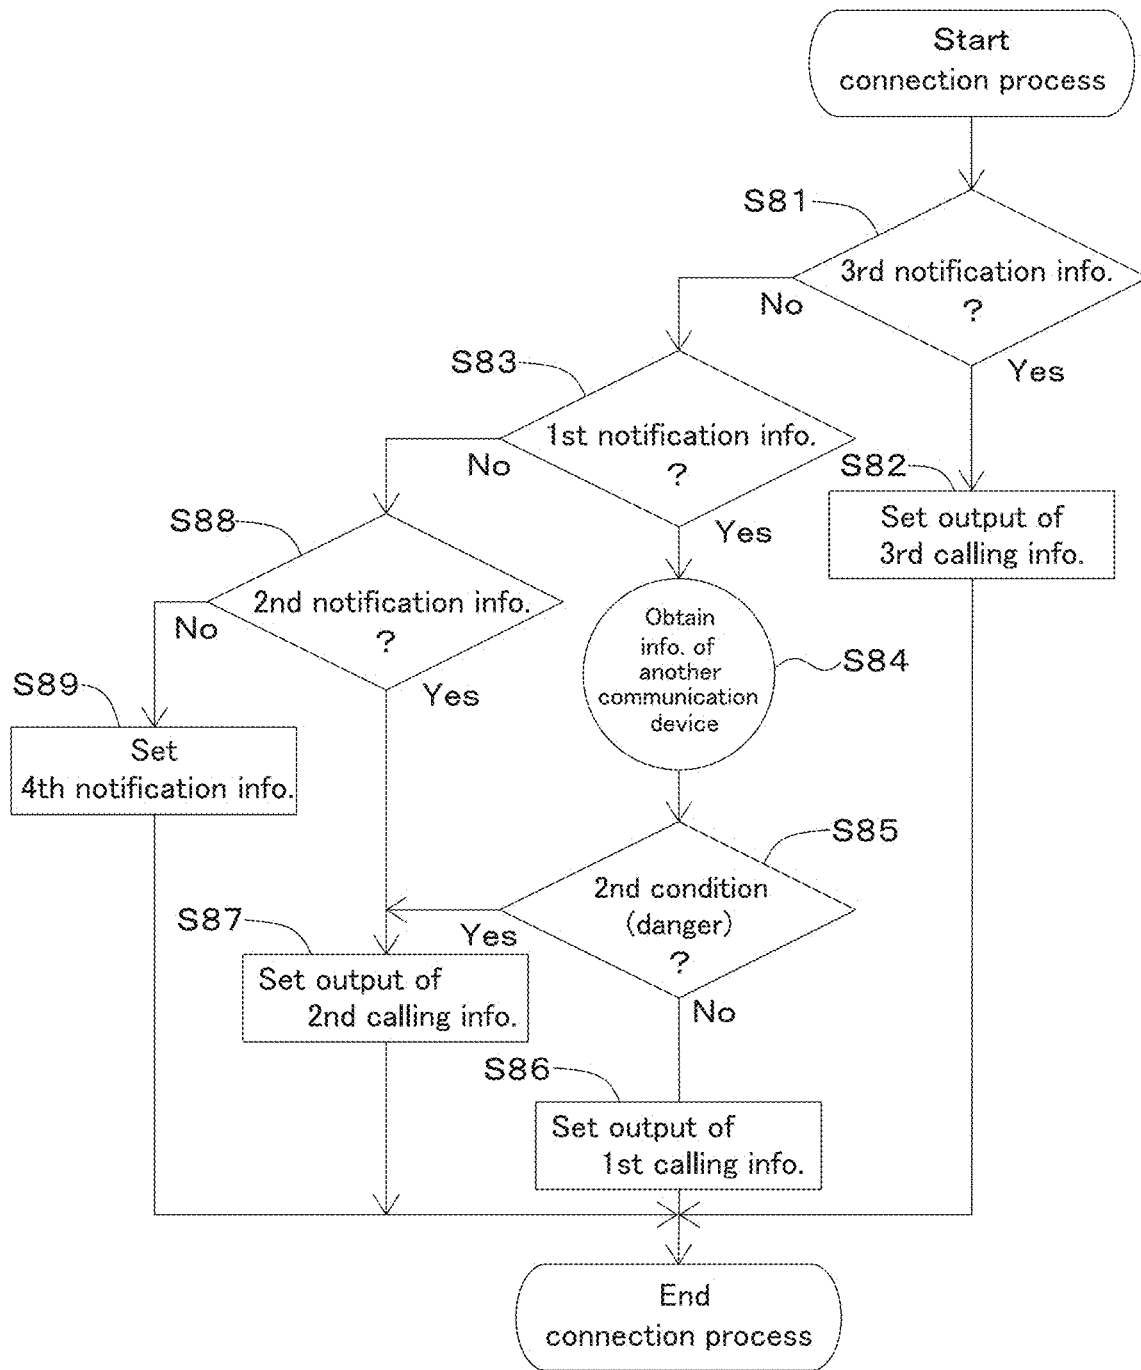 Start
connection process
S81
3rd notification info.
?
No
Yes
S83
1st notification info.
?
No
Yes
S82
Set output of
3rd calling info.
S88
2nd notification info.
?
No
Yes
Obtain
info. of
another
communication
device
S84
S89
Set
4th notification info.
S85
2nd condition
(danger)
?
Yes
No
S87
Set output of
2nd calling info.
S86
Set output of
1st calling info.
End
connection process